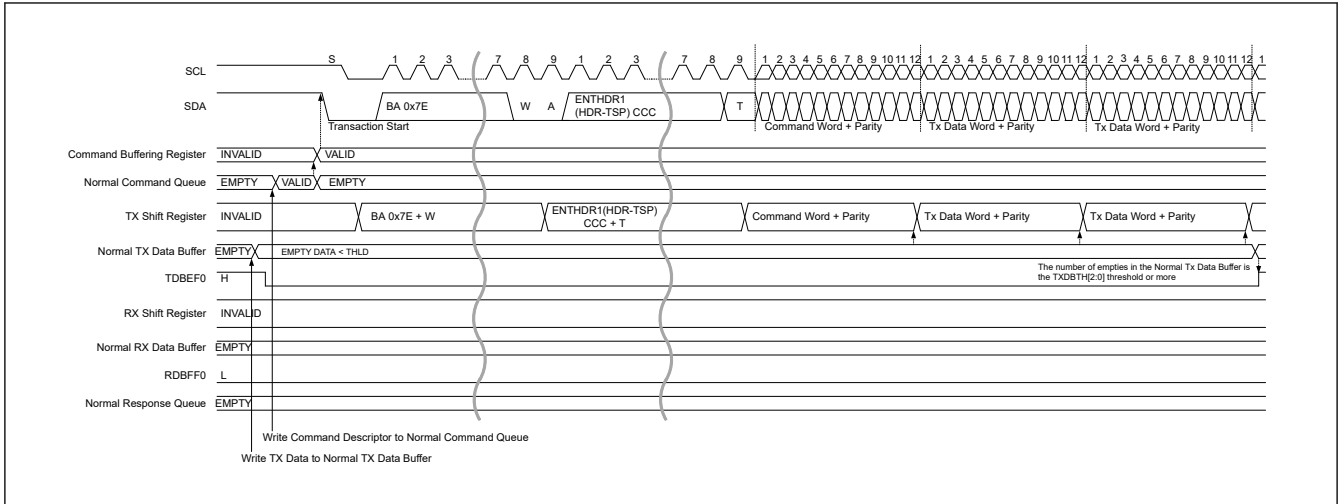 S 1 2 3 7 8 9 1 2 3 7 8 9 1 2 3 4 5 6 7 8 9 10 11 12 1 2 3 4 5 6 7 8 9 10 11 12 1 2 3 4 5 6 7 8 9 10 11 12 1
SCL
SDA BA 0x7E W A ENTHDR1 (HDR-TSP) CCC T
Transaction Start Command Word + Parity Tx Data Word + Parity Tx Data Word + Parity
Command Buffering Register INVALID VALID
Normal Command Queue EMPTY VALID EMPTY
TX Shift Register INVALID BA 0x7E + W ENTHDR1(HDR-TSP) CCC + T Command Word + Parity Tx Data Word + Parity Tx Data Word + Parity
Normal TX Data Buffer EMPTY EMPTY DATA < THLD
The number of empties in the Normal Tx Data Buffer is
the TXDBTH[2:0] threshold or more
TDBEF0 H
RX Shift Register INVALID
Normal RX Data Buffer EMPTY
RDBFF0 L
Normal Response Queue EMPTY
Write Command Descriptor to Normal Command Queue
Write TX Data to Normal TX Data Buffer